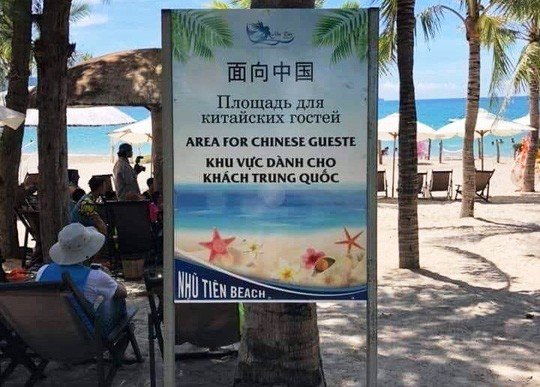 面向中国
Площадь для
китайских гостей
AREA FOR CHINESE GUESTE
KHU VỰC DÀNH CHO
KHÁCH TRUNG QUỐC
NHŨ TIÊN BEACH